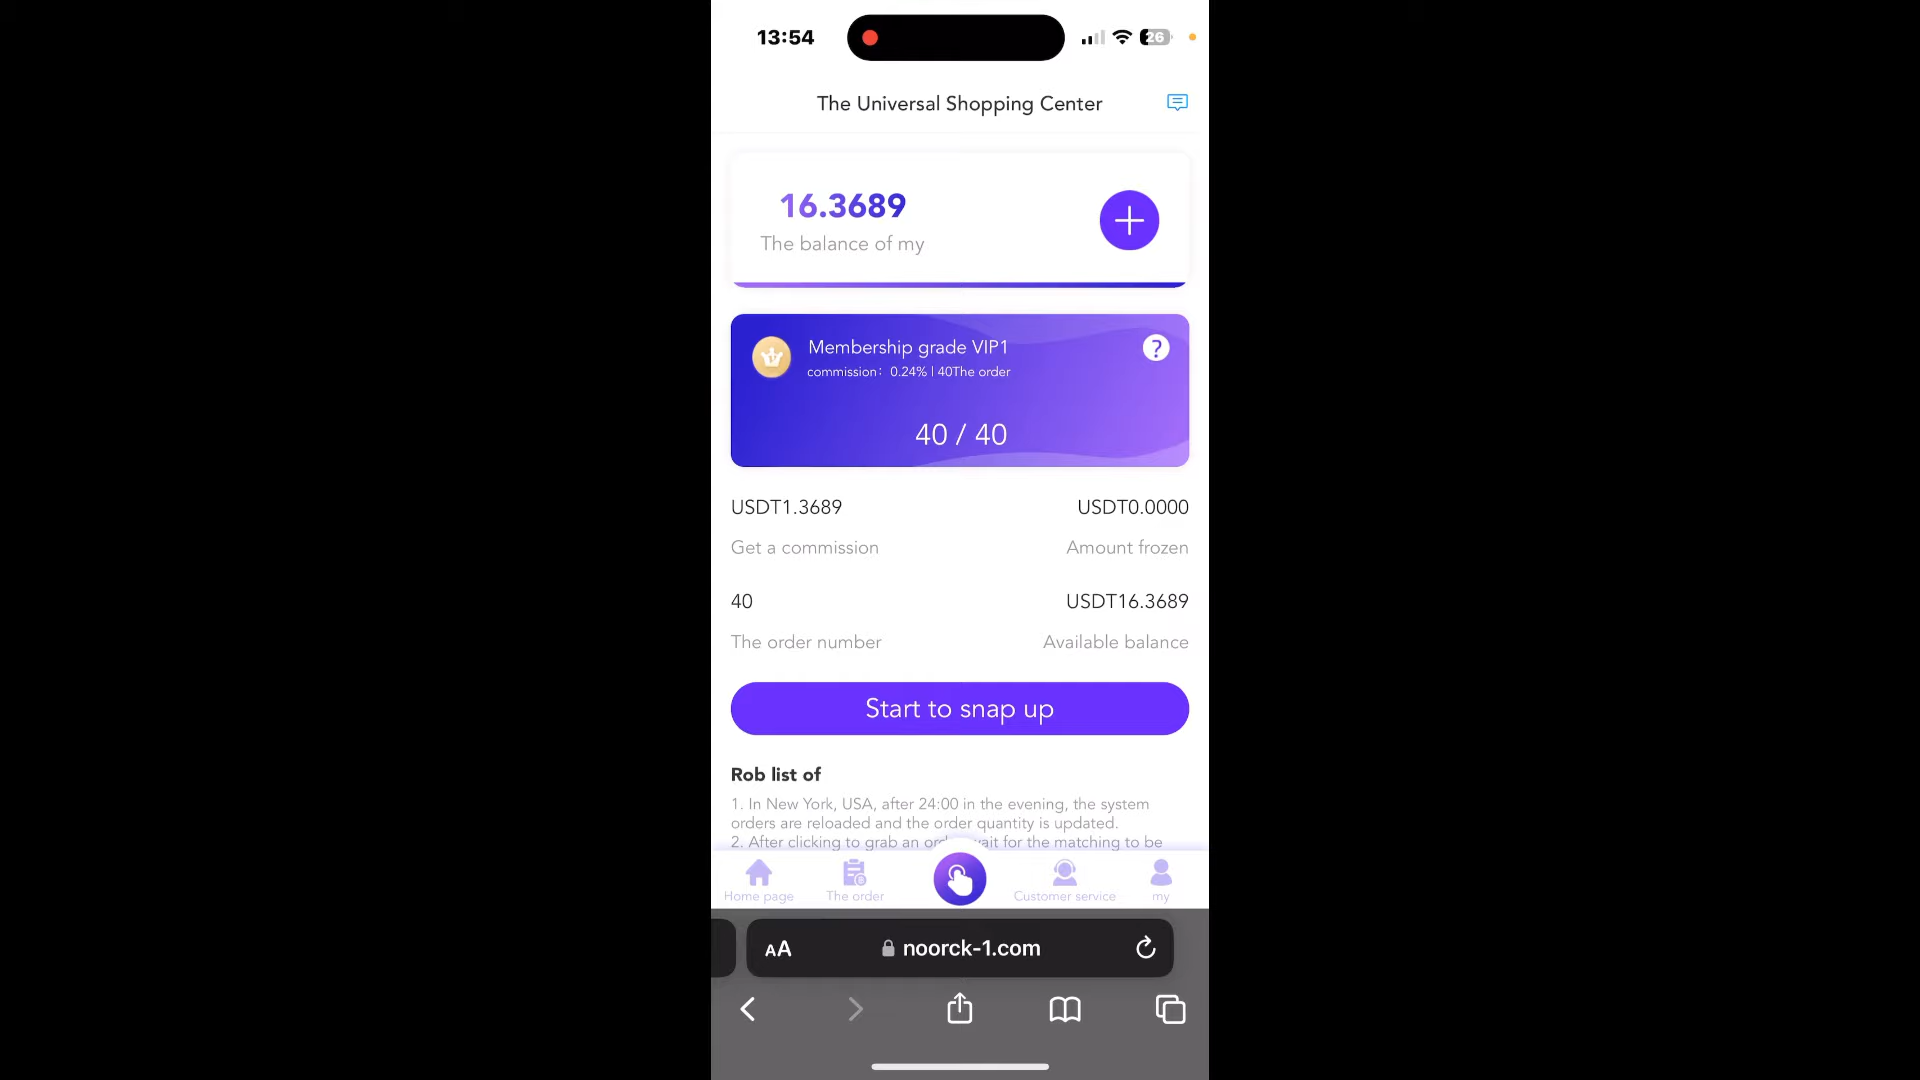 13:54
26
The Universal Shopping Center
16.3689
The balance of my
Membership grade VIP1
commission: 0.24% | 40The order
?
40 / 40
USDT1.3689
USDT0.0000
Get a commission
Amount frozen
40
USDT16.3689
The order number
Available balance
Start to snap up
Rob list of
1. In New York, USA, after 24:00 in the evening, the system
orders are reloaded and the order quantity is updated.
2. After clicking to grab an wait for the matching to be
Home page
The order
Customer service
my
AA
noorck-1.com